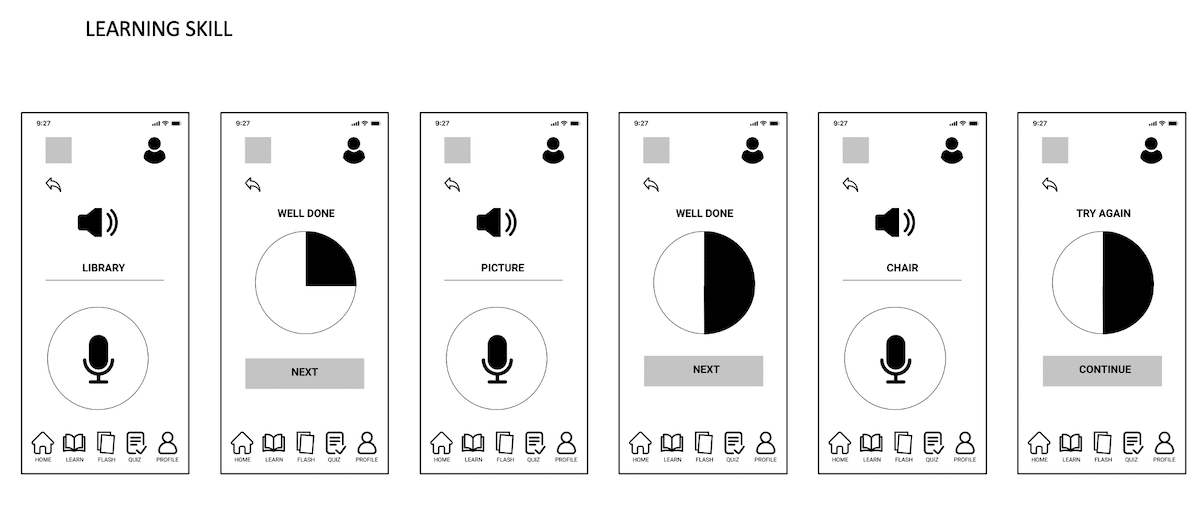 LEARNING SKILL
9:27
LIBRARY
HOME LEARN FLASH QUIZ PROFILE
9:27
WELL DONE
NEXT
HOME LEARN FLASH QUIZ PROFILE
9:27
PICTURE
HOME LEARN FLASH QUIZ PROFILE
9:27
WELL DONE
NEXT
HOME LEARN FLASH QUIZ PROFILE
9:27
CHAIR
HOME LEARN FLASH QUIZ PROFILE
9:27
TRY AGAIN
CONTINUE
HOME LEARN FLASH QUIZ PROFILE